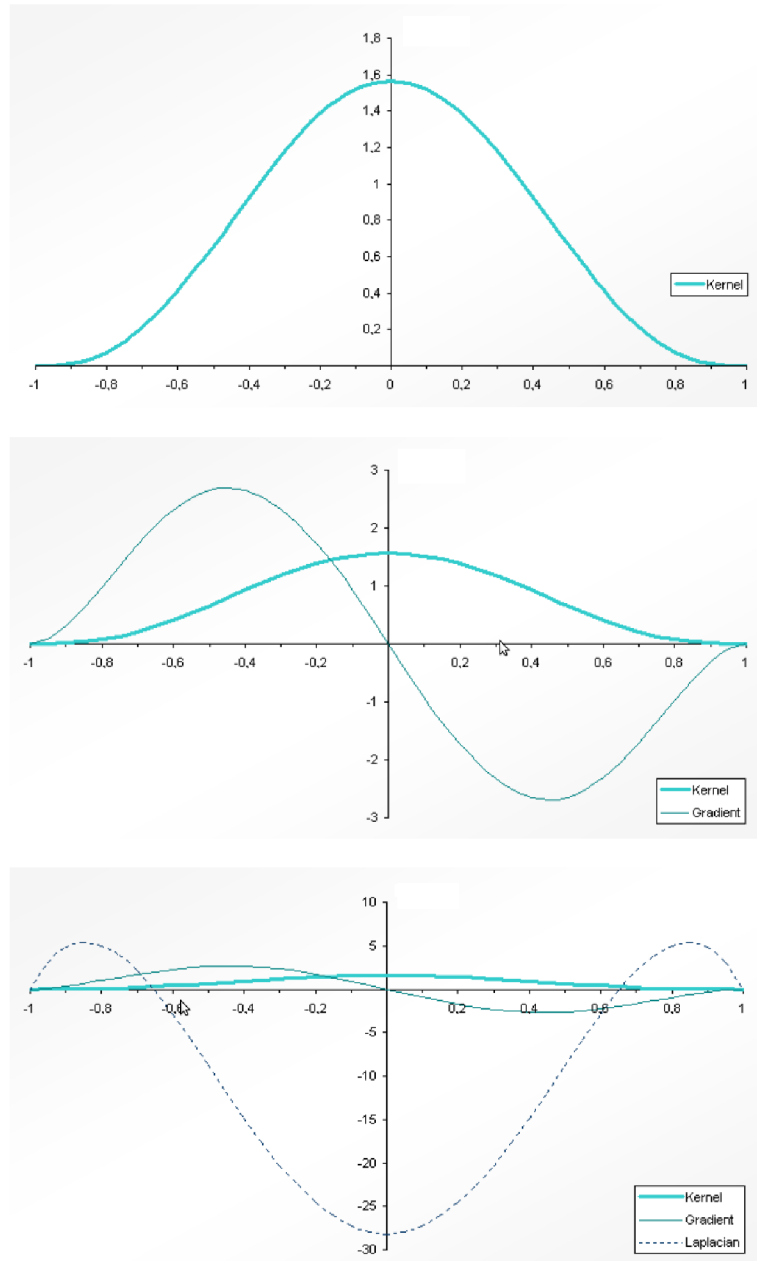 1,8
1,6
1,4
1,2
1
0,8
0,6
0,4
0,2
Kernel
-1 -0,8 -0,6 -0,4 -0,2 0 0,2 0,4 0,6 0,8 1
3
2
1
-1 -0,8 -0,6 -0,4 -0,2 0,2 0,4 0,6 0,8 1
-1
-2
-3
Kernel
Gradient
10
5
-1 -0,8 -0,6 -0,4 -0,2 0,2 0,4 0,6 0,8 1
-5
-10
-15
-20
-25
-30
Kernel
Gradient
Laplacian